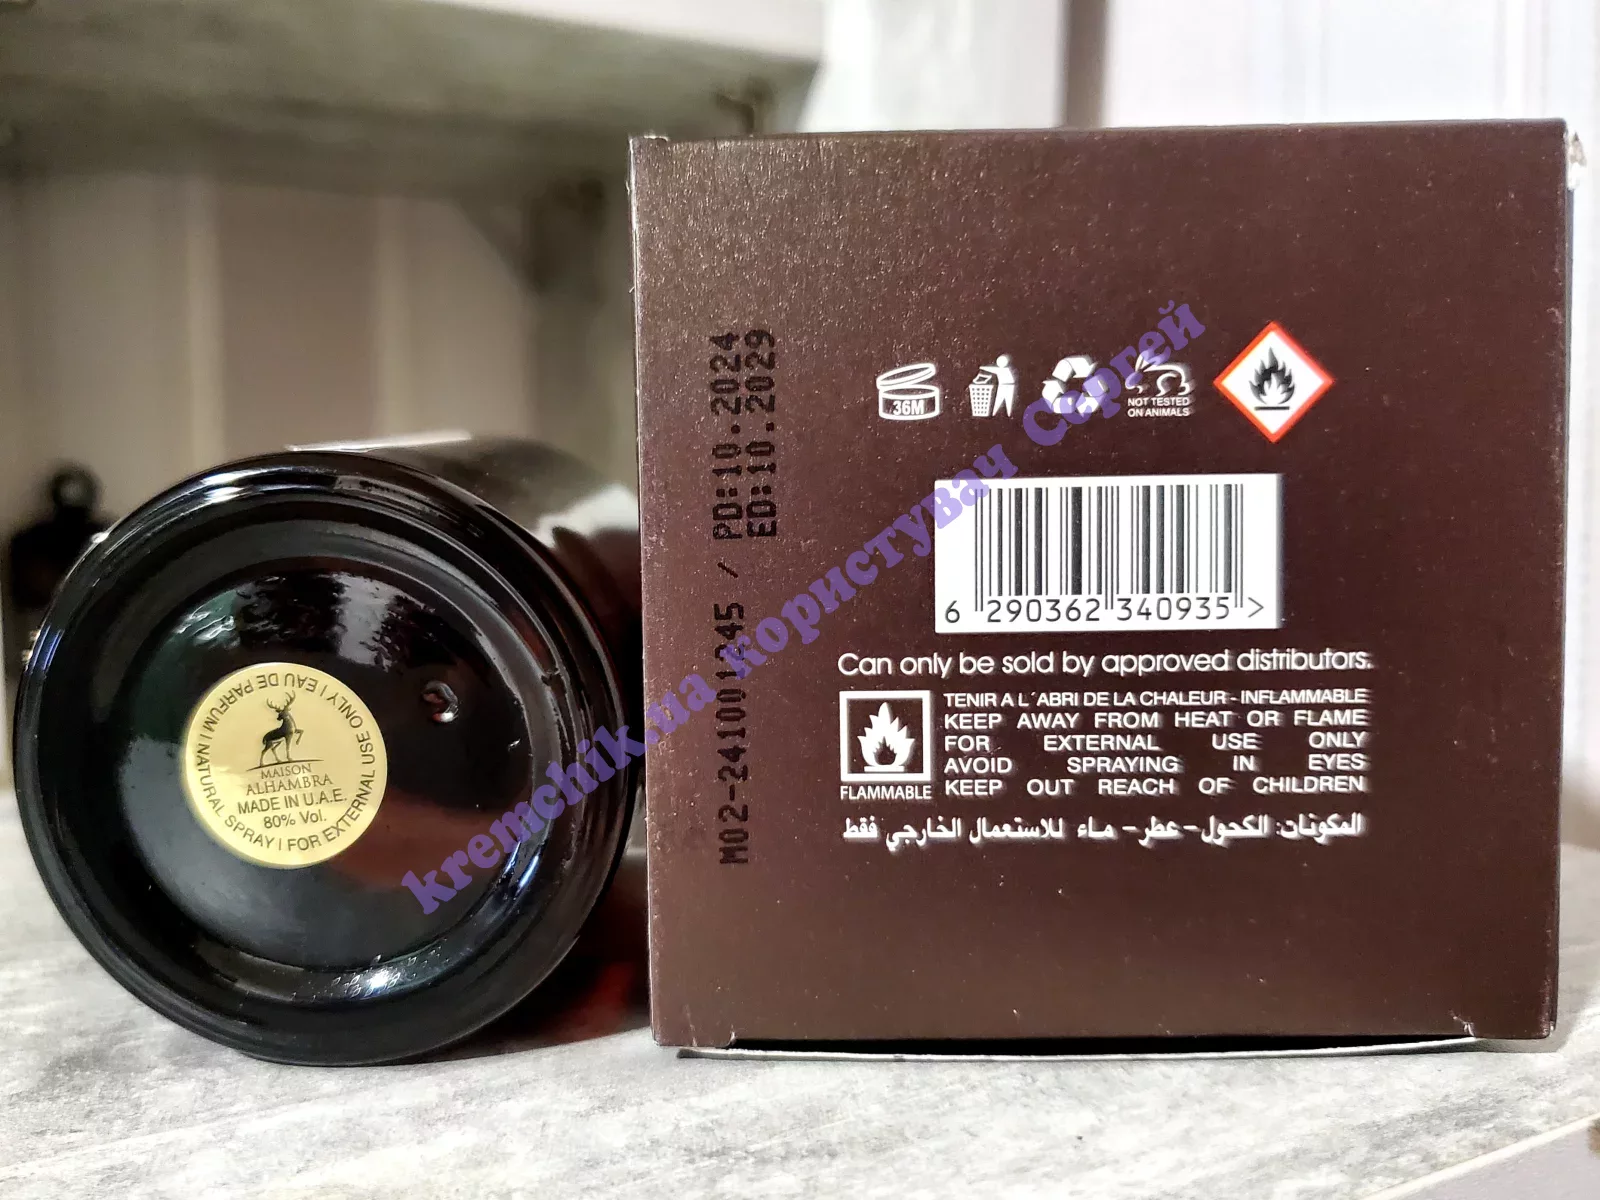 NATURAL SPRAY | FOR EXTERNAL USE ONLY | EAU DE PARFUM |
MAISON
ALHAMBRA
MADE IN U.A.E.
80% Vol.
M02-241001245 / PD:10.2024
ED:10.2029
36M
NOT TESTED
ON ANIMALS
6 290362 340935 >
Can only be sold by approved distributors.
TENIR A L´ABRI DE LA CHALEUR - INFLAMMABLE
KEEP AWAY FROM HEAT OR FLAME
FOR EXTERNAL USE ONLY
AVOID SPRAYING IN EYES
KEEP OUT REACH OF CHILDREN
FLAMMABLE
المكونات: الكحول - عطر - ماء للاستعمال الخارجي فقط
kremchik.ua користувач Сергей